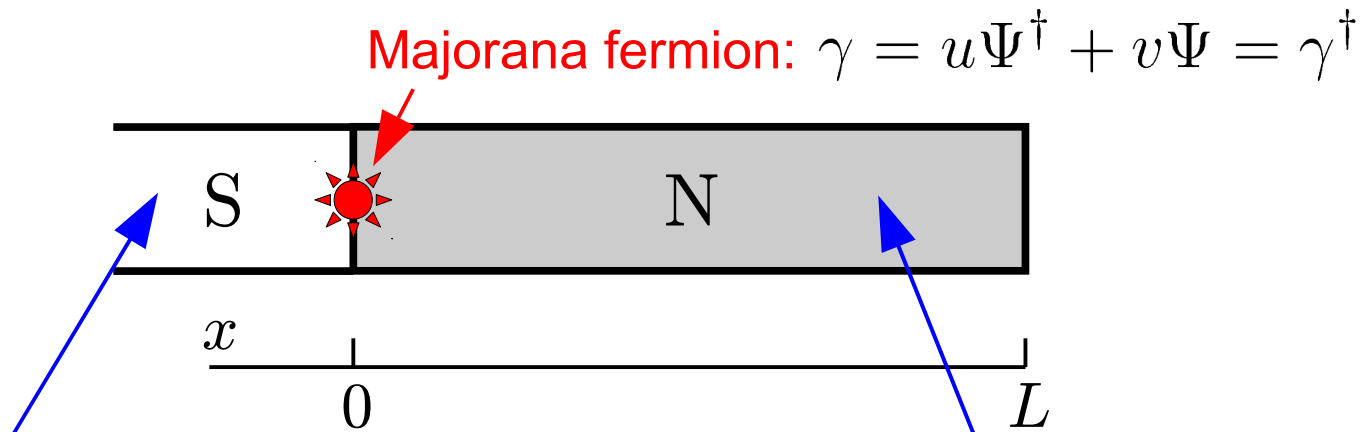 Majorana fermion: γ = uΨ† + vΨ = γ†
S N
x
0 L